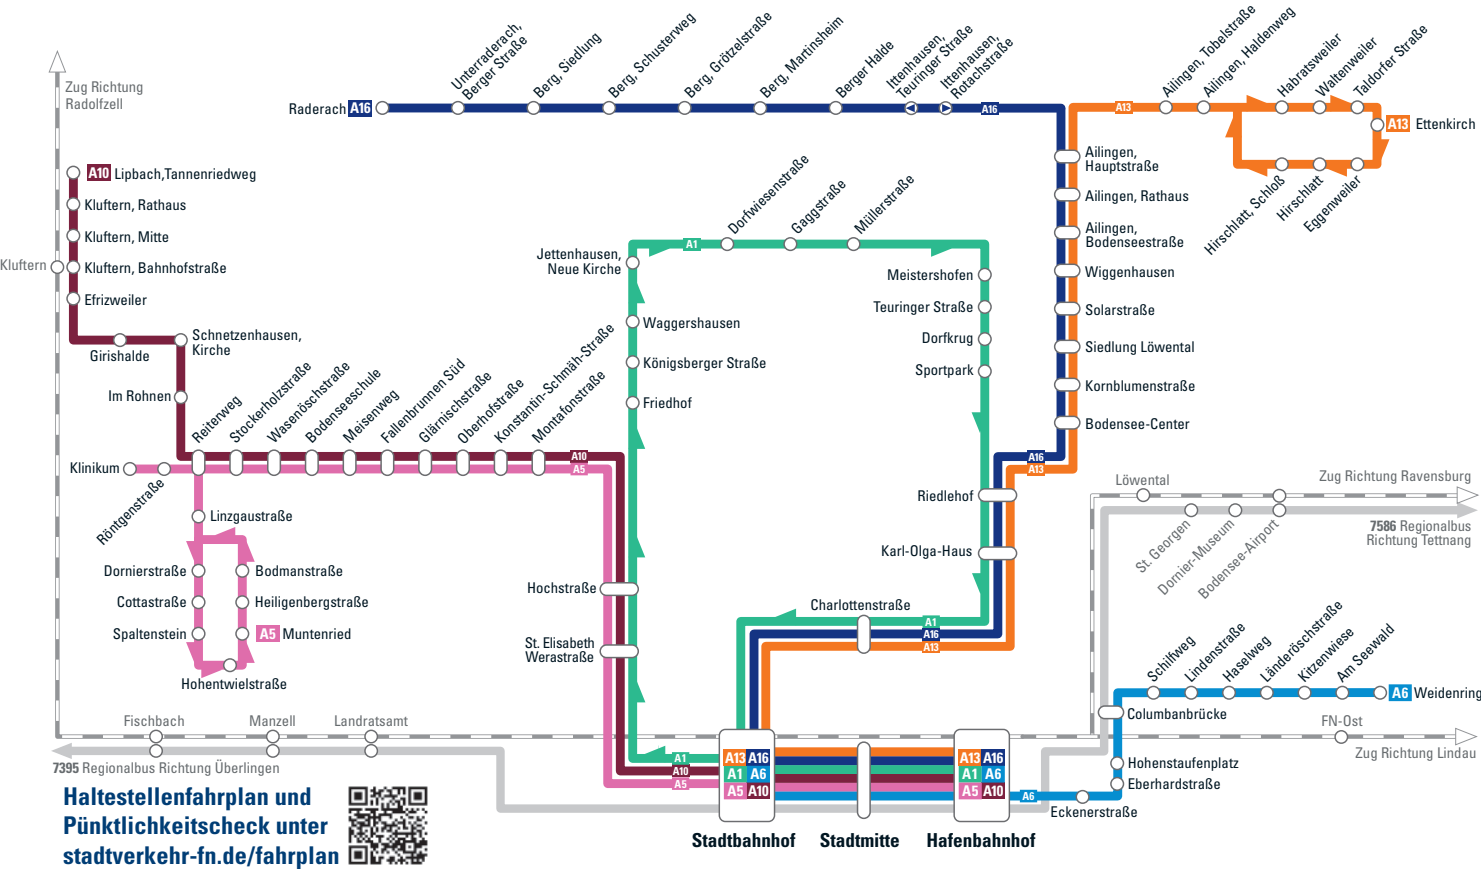 Zug Richtung
Radolfzell
Raderach
A16
Unterraderach,
Berger Straße
Berg, Siedlung
Berg, Schusterweg
Berg, Grötzelstraße
Berg, Martinsheim
Berger Halde
Ittenhausen,
Teuringer Straße
Ittenhausen,
Rotachstraße
A16
A13
Ailingen, Tobelstraße
Ailingen, Haldenweg
Habratsweiler
Waltenweiler
Taldorfer Straße
A13 Ettenkirch
Hirschlatt, Schloß
Hirschlatt
Eggenweiler
Ailingen,
Hauptstraße
Ailingen, Rathaus
Ailingen,
Bodenseestraße
Wiggenhausen
Solarstraße
Siedlung Löwental
Kornblumenstraße
Bodensee-Center
A16
A13
A10 Lipbach,Tannenriedweg
Kluftern, Rathaus
Kluftern, Mitte
Kluftern
Kluftern, Bahnhofstraße
Efrizweiler
Girishalde
Schnetzenhausen,
Kirche
Im Rohnen
Klinikum
Röntgenstraße
Reiterweg
Stockerholzstraße
Wasenöschstraße
Bodenseeschule
Meisenweg
Fallenbrunnen Süd
Glärnischstraße
Oberhofstraße
Konstantin-Schmäh-Straße
Montafonstraße
A10
A5
Linzgaustraße
Dornierstraße
Bodmanstraße
Cottastraße
Heiligenbergstraße
Spaltenstein
A5 Muntenried
Hohentwielstraße
Jettenhausen,
Neue Kirche
A1
Dorfwiesenstraße
Gaggstraße
Müllerstraße
Waggershausen
Königsberger Straße
Friedhof
Meistershofen
Teuringer Straße
Dorfkrug
Sportpark
Riedlehof
Karl-Olga-Haus
Charlottenstraße
A1
A16
A13
Hochstraße
St. Elisabeth
Werastraße
Löwental
Zug Richtung Ravensburg
St. Georgen
Dornier-Museum
Bodensee-Airport
7586 Regionalbus
Richtung Tettnang
Schilfweg
Lindenstraße
Haselweg
Länderöschstraße
Kitzenwiese
Am Seewald
A6 Weidenring
Columbanbrücke
FN-Ost
Zug Richtung Lindau
Hohenstaufenplatz
Eberhardstraße
Eckenerstraße
A6
Fischbach
Manzell
Landratsamt
7395 Regionalbus Richtung Überlingen
A1
A10
A5
A13 A16
A1 A6
A5 A10
A13 A16
A1 A6
A5 A10
Stadtbahnhof
Stadtmitte
Hafenbahnhof
Haltestellenfahrplan und
Pünktlichkeitscheck unter
stadtverkehr-fn.de/fahrplan